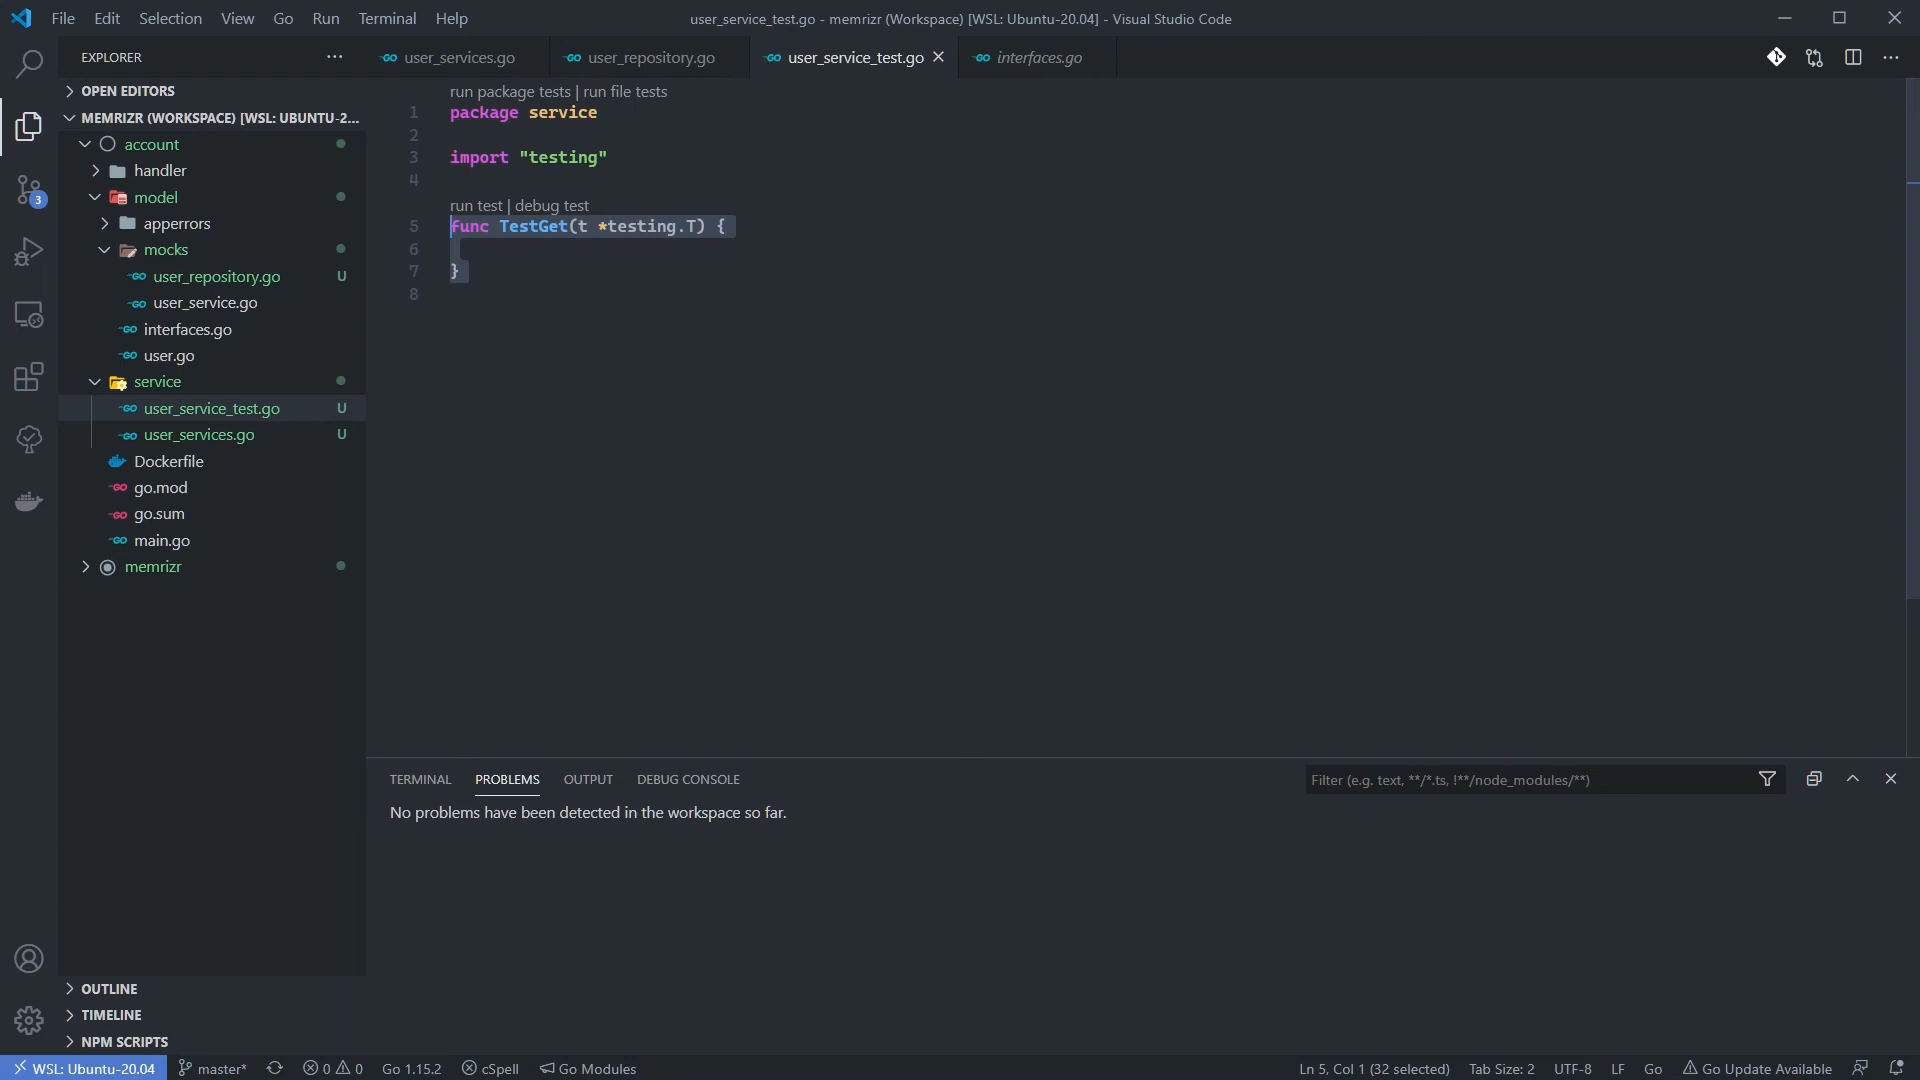 File Edit Selection View Go Run Terminal Help
user_service_test.go - memrizr (Workspace) [WSL: Ubuntu-20.04] - Visual Studio Code
EXPLORER
user_services.go
user_repository.go
user_service_test.go
interfaces.go
OPEN EDITORS
MEMRIZR (WORKSPACE) [WSL: UBUNTU-2...
account
handler
model
apperrors
mocks
user_repository.go U
user_service.go
interfaces.go
user.go
service
user_service_test.go U
user_services.go U
Dockerfile
go.mod
go.sum
main.go
memrizr
3
OUTLINE
TIMELINE
NPM SCRIPTS
run package tests | run file tests
1 package service
2
3 import "testing"
4
run test | debug test
5 func TestGet(t *testing.T) {
6
7 }
8
TERMINAL PROBLEMS OUTPUT DEBUG CONSOLE
Filter (e.g. text, **/*.ts, !**/node_modules/**)
No problems have been detected in the workspace so far.
WSL: Ubuntu-20.04 master* 0 0 Go 1.15.2 cSpell Go Modules
Ln 5, Col 1 (32 selected) Tab Size: 2 UTF-8 LF Go Go Update Available